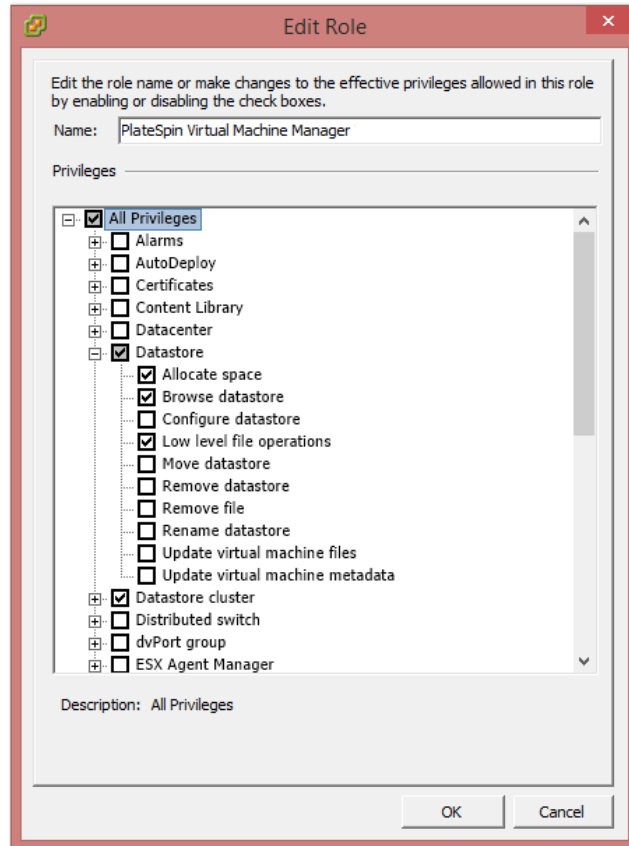 Edit Role
Edit the role name or make changes to the effective privileges allowed in this role
by enabling or disabling the check boxes.
Name: PlateSpin Virtual Machine Manager
Privileges
All Privileges
Alarms
AutoDeploy
Certificates
Content Library
Datacenter
Datastore
Allocate space
Browse datastore
Configure datastore
Low level file operations
Move datastore
Remove datastore
Remove file
Rename datastore
Update virtual machine files
Update virtual machine metadata
Datastore cluster
Distributed switch
dvPort group
ESX Agent Manager
Description: All Privileges
OK Cancel